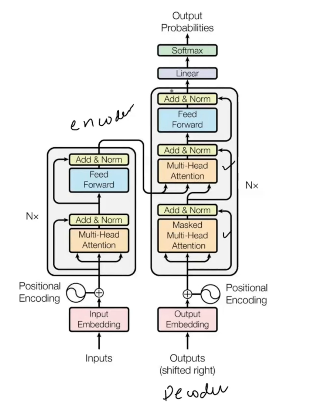 Output
Probabilities
Softmax
Linear
Add & Norm
Feed
Forward
Add & Norm
Multi-Head
Attention
Add & Norm
Masked
Multi-Head
Attention
Nx
Positional
Encoding
Output
Embedding
Outputs
(shifted right)
Decoder
encoder
Add & Norm
Feed
Forward
Add & Norm
Multi-Head
Attention
N×
Positional
Encoding
Input
Embedding
Inputs